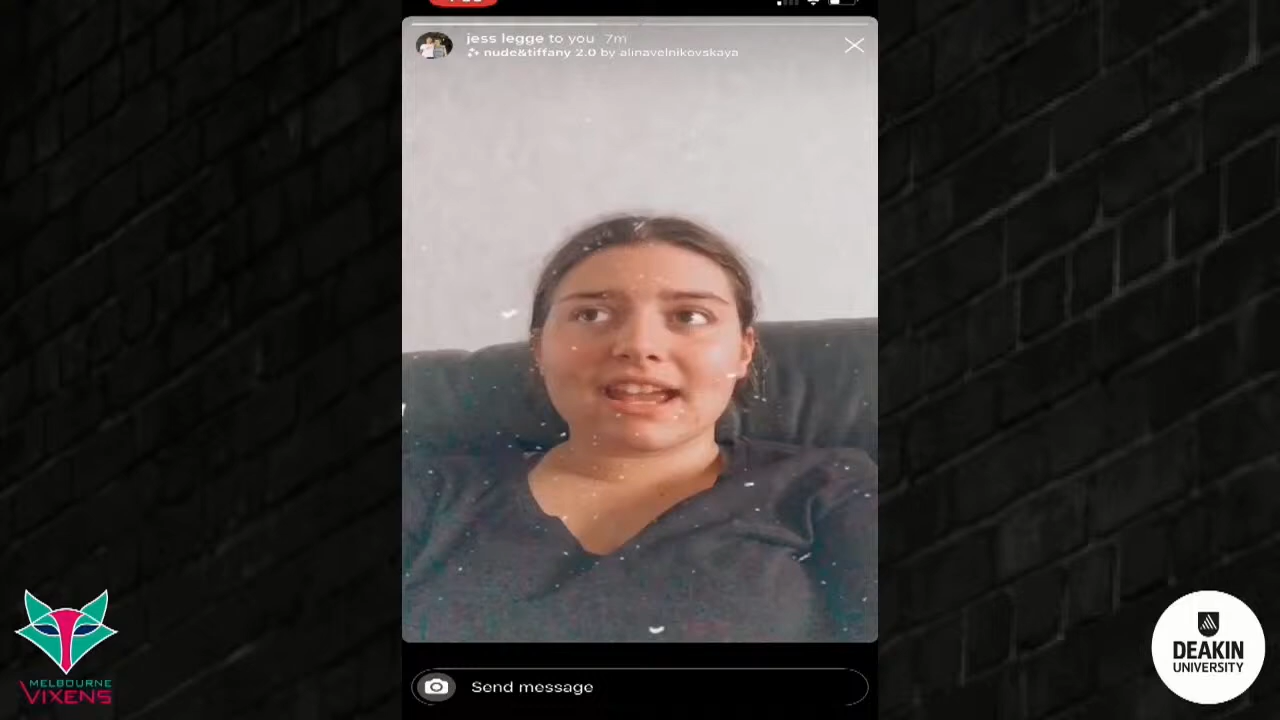 jess legge to you 7m
nude&tiffany 2.0 by alinavelnikovskaya
Send message
MELBOURNE
VIXENS
DEAKIN
UNIVERSITY